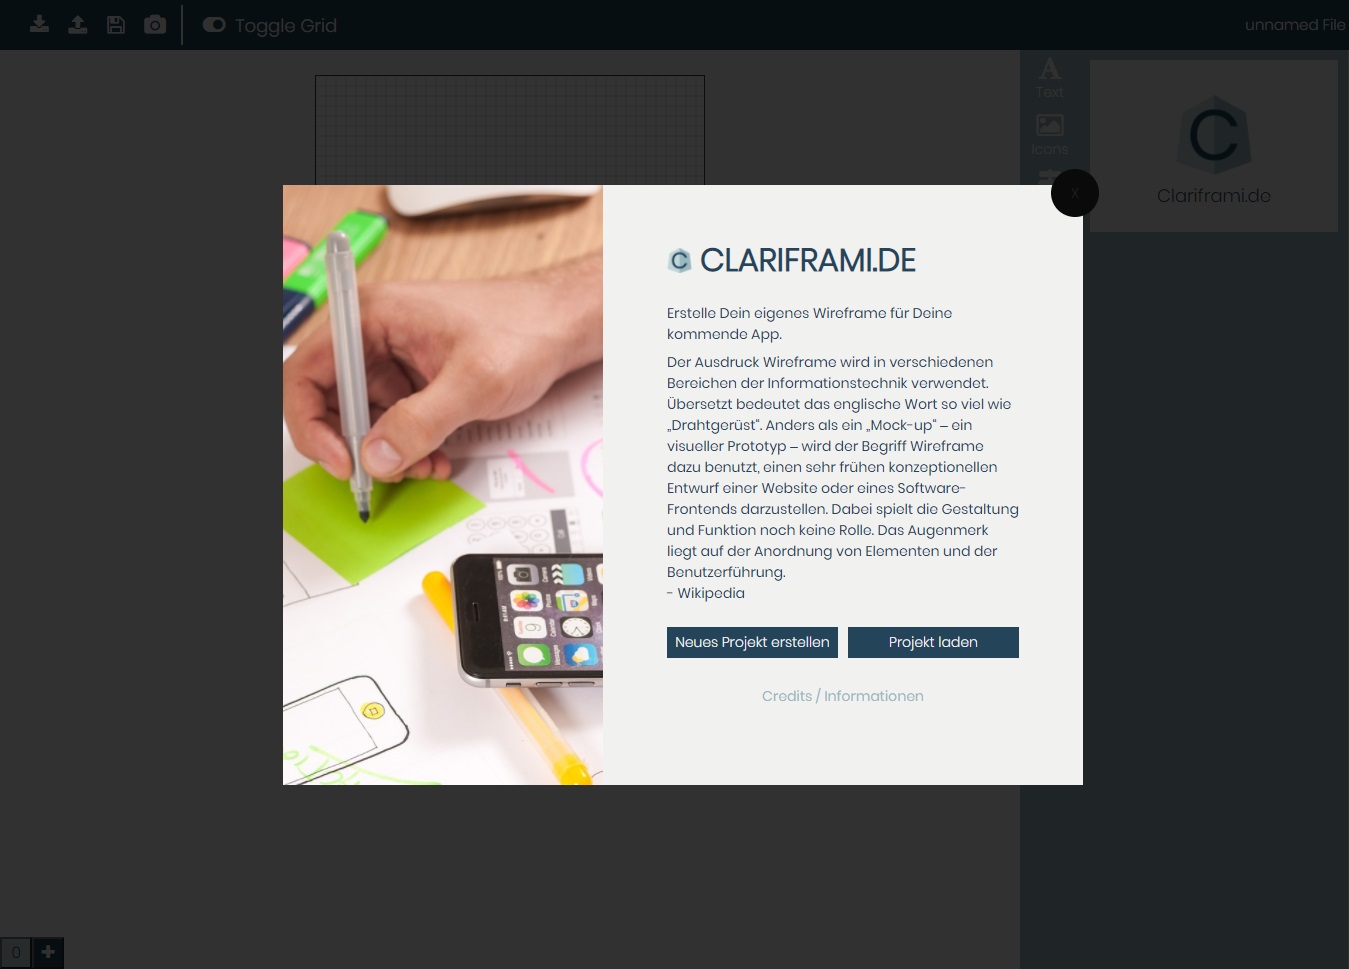 Toggle Grid
unnamed File
Text
Icons
Clariframi.de
X
CLARIFRAMI.DE
Erstelle Dein eigenes Wireframe für Deine
kommende App.
Der Ausdruck Wireframe wird in verschiedenen
Bereichen der Informationstechnik verwendet.
Übersetzt bedeutet das englische Wort so viel wie
„Drahtgerüst“. Anders als ein „Mock-up“ – ein
visueller Prototyp – wird der Begriff Wireframe
dazu benutzt, einen sehr frühen konzeptionellen
Entwurf einer Website oder eines Software-
Frontends darzustellen. Dabei spielt die Gestaltung
und Funktion noch keine Rolle. Das Augenmerk
liegt auf der Anordnung von Elementen und der
Benutzerführung.
- Wikipedia
Neues Projekt erstellen
Projekt laden
Credits / Informationen
0